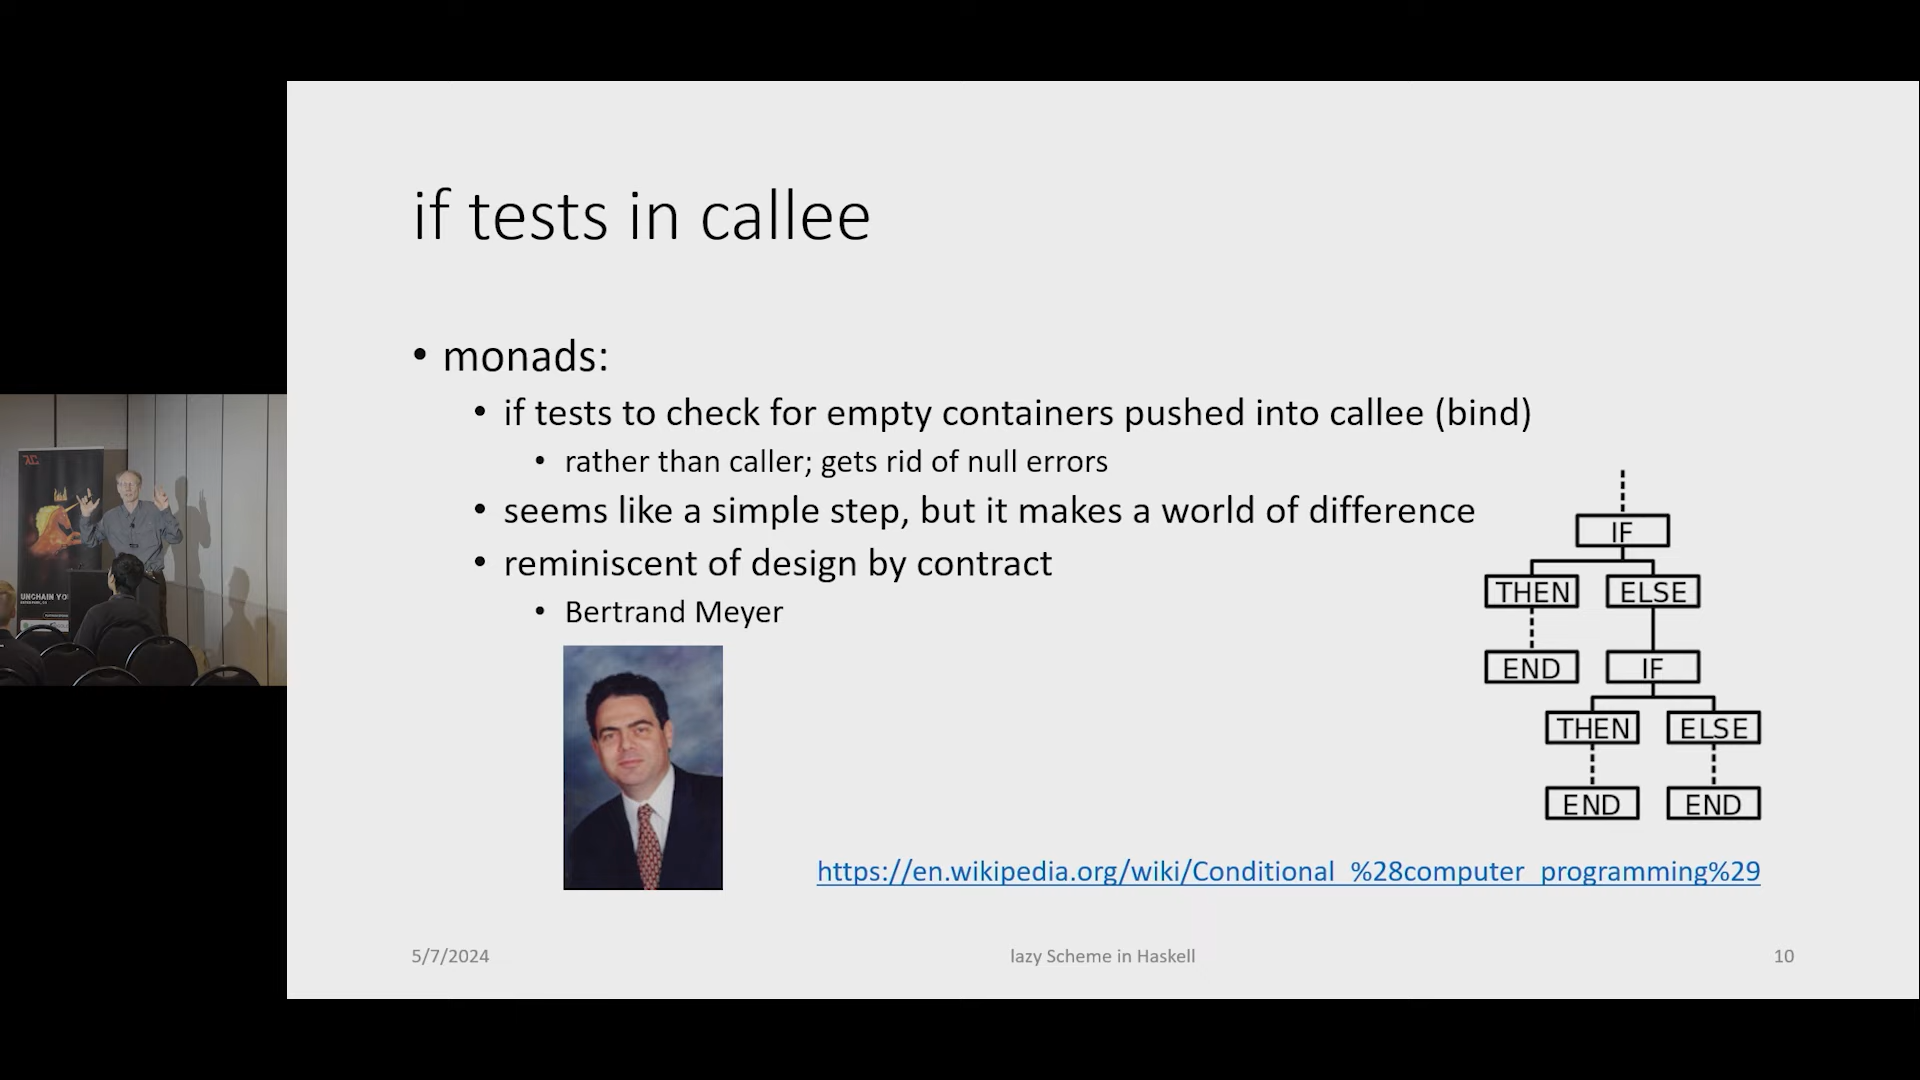 if tests in callee
• monads:
• if tests to check for empty containers pushed into callee (bind)
• rather than caller; gets rid of null errors
• seems like a simple step, but it makes a world of difference
• reminiscent of design by contract
• Bertrand Meyer
IF
THEN ELSE
END IF
THEN ELSE
END END
https://en.wikipedia.org/wiki/Conditional_%28computer_programming%29
5/7/2024
lazy Scheme in Haskell
10
UNCHAIN YO